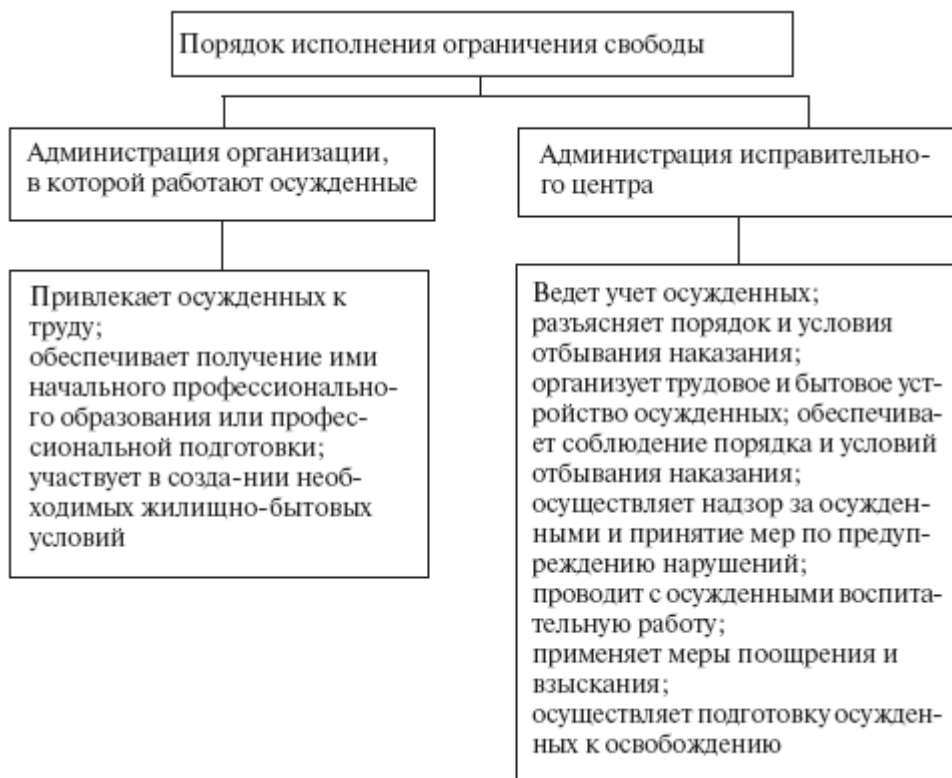 Порядок исполнения ограничения свободы
Администрация организации,
в которой работают осужденные
Администрация исправительно-
го центра
Привлекает осужденных к
труду;
обеспечивает получение ими
начального профессионально-
го образования или профес-
сиональной подготовки;
участвует в созда-нии необ-
ходимых жилищно-бытовых
условий
Ведет учет осужденных;
разъясняет порядок и условия
отбывания наказания;
организует трудовое и бытовое уст-
ройство осужденных; обеспечива-
ет соблюдение порядка и условий
отбывания наказания;
осуществляет надзор за осужден-
ными и принятие мер по предуп-
реждению нарушений;
проводит с осужденными воспита-
тельную работу;
применяет меры поощрения и
взыскания;
осуществляет подготовку осужден-
ных к освобождению